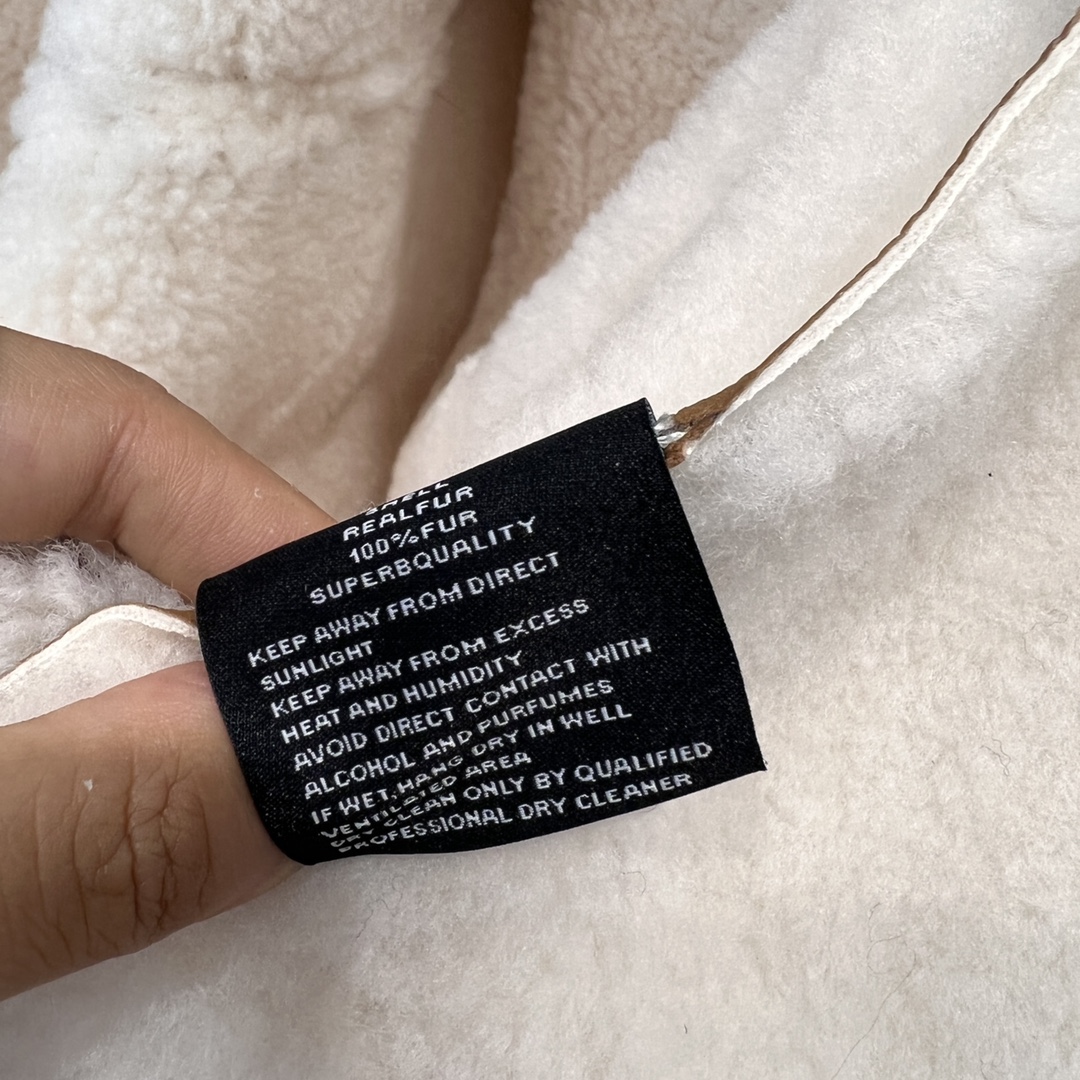 SHELL
REALFUR
100%FUR
SUPERBQUALITY
KEEP AWAY FROM DIRECT
SUNLIGHT
KEEP AWAY FROM EXCESS
HEAT AND HUMIDITY
AVOID DIRECT CONTACT WITH
ALCOHOL AND PURFUMES
IF WET,HANG DRY IN WELL
VENTILATED AREA
DRY CLEAN ONLY BY QUALIFIED
PROFESSIONAL DRY CLEANER